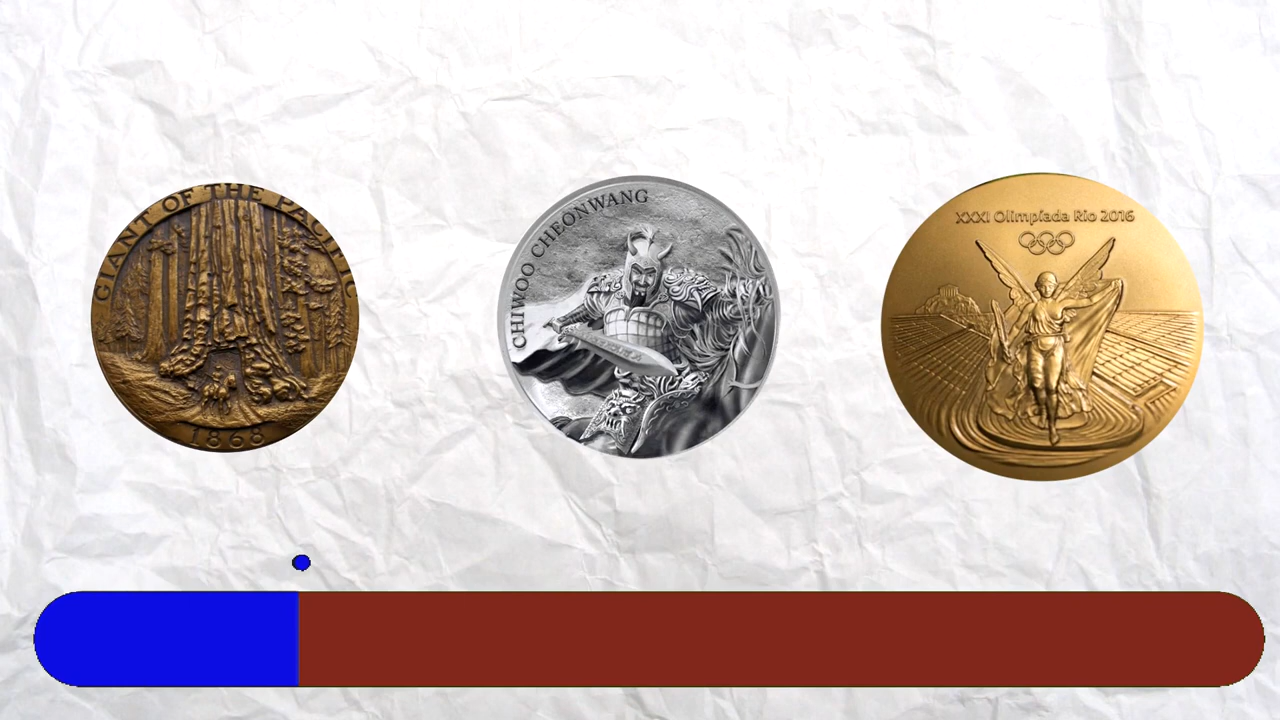 GIANT OF THE PACIFIC
1868
CHIWOO CHEONWANG
XXXI Olimpíada Rio 2016